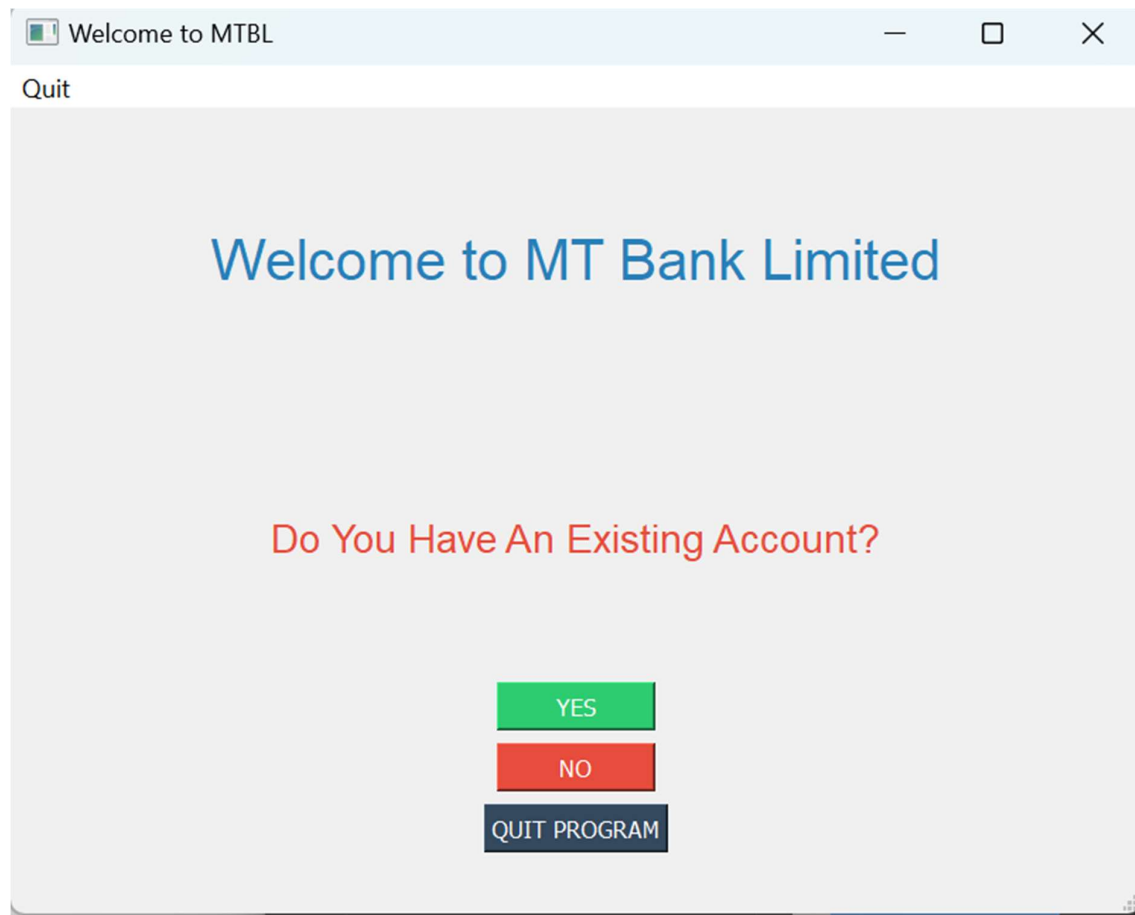 Welcome to MTBL
Quit
Welcome to MT Bank Limited
Do You Have An Existing Account?
YES
NO
QUIT PROGRAM